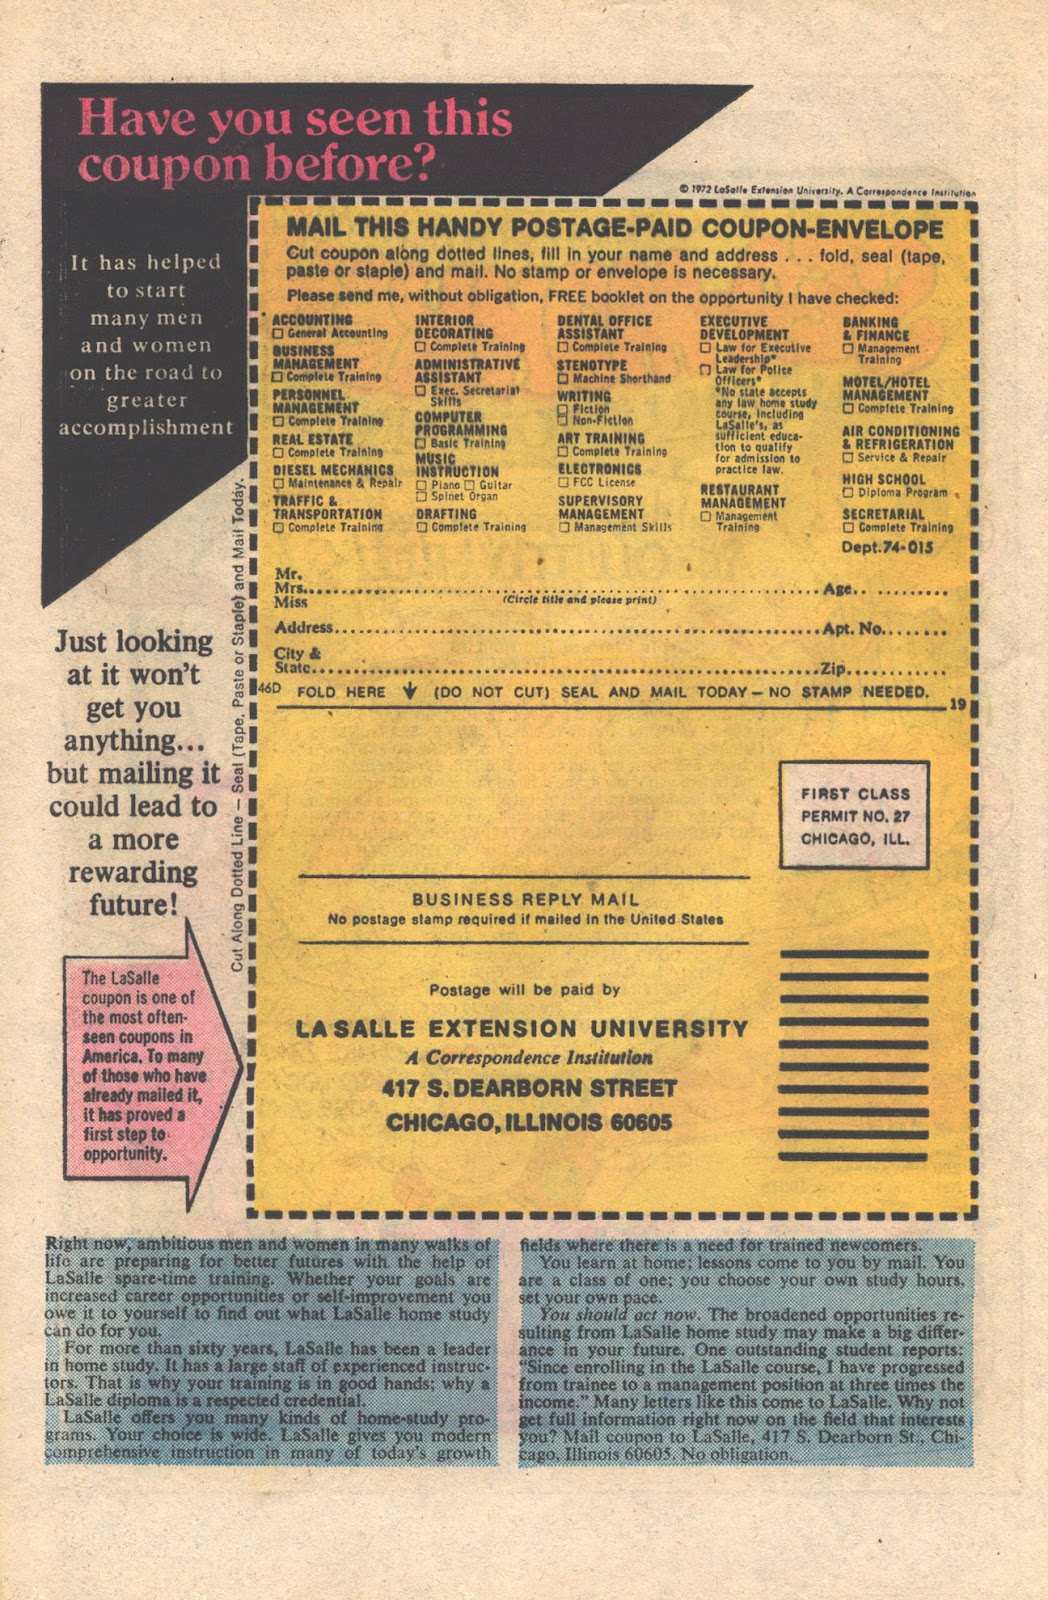 Have you seen this
coupon before?
© 1972 LaSalle Extension University, A Correspondence Institution
It has helped
to start
many men
and women
on the road to
greater
accomplishment
MAIL THIS HANDY POSTAGE-PAID COUPON-ENVELOPE
Cut coupon along dotted lines, fill in your name and address . . . fold, seal (tape,
paste or staple) and mail. No stamp or envelope is necessary.
Please send me, without obligation, FREE booklet on the opportunity I have checked:
ACCOUNTING
☐ General Accounting
BUSINESS
MANAGEMENT
☐ Complete Training
PERSONNEL
MANAGEMENT
☐ Complete Training
REAL ESTATE
☐ Complete Training
DIESEL MECHANICS
☐ Maintenance & Repair
TRAFFIC &
TRANSPORTATION
☐ Complete Training
INTERIOR
DECORATING
☐ Complete Training
ADMINISTRATIVE
ASSISTANT
☐ Exec. Secretarial
Skills
COMPUTER
PROGRAMMING
☐ Basic Training
MUSIC
INSTRUCTION
☐ Piano ☐ Guitar
☐ Spinet Organ
DRAFTING
☐ Complete Training
DENTAL OFFICE
ASSISTANT
☐ Complete Training
STENOTYPE
☐ Machine Shorthand
WRITING
☐ Fiction
☐ Non-Fiction
ART TRAINING
☐ Complete Training
ELECTRONICS
☐ FCC License
SUPERVISORY
MANAGEMENT
☐ Management Skills
EXECUTIVE
DEVELOPMENT
☐ Law for Executive
Leadership*
☐ Law for Police
Officers*
*No state accepts
any law home study
course, including
LaSalle's, as
sufficient educa-
tion to qualify
for admission to
practice law.
RESTAURANT
MANAGEMENT
☐ Management
Training
BANKING
& FINANCE
☐ Management
Training
MOTEL/HOTEL
MANAGEMENT
☐ Complete Training
AIR CONDITIONING
& REFRIGERATION
☐ Service & Repair
HIGH SCHOOL
☐ Diploma Program
SECRETARIAL
☐ Complete Training
Dept. 74-015
Mr.
Mrs. Age
Miss (Circle title and please print)
Address Apt. No.
City &
State Zip
46D FOLD HERE ↓ (DO NOT CUT) SEAL AND MAIL TODAY – NO STAMP NEEDED.
19
Cut Along Dotted Line – Seal (Tape, Paste or Staple) and Mail Today.
Just looking
at it won't
get you
anything...
but mailing it
could lead to
a more
rewarding
future!
The LaSalle
coupon is one of
the most often-
seen coupons in
America. To many
of those who have
already mailed it,
it has proved a
first step to
opportunity.
FIRST CLASS
PERMIT NO. 27
CHICAGO, ILL.
BUSINESS REPLY MAIL
No postage stamp required if mailed in the United States
Postage will be paid by
LA SALLE EXTENSION UNIVERSITY
A Correspondence Institution
417 S. DEARBORN STREET
CHICAGO, ILLINOIS 60605
Right now, ambitious men and women in many walks of
life are preparing for better futures with the help of
LaSalle spare-time training. Whether your goals are
increased career opportunities or self-improvement you
owe it to yourself to find out what LaSalle home study
can do for you.
For more than sixty years, LaSalle has been a leader
in home study. It has a large staff of experienced instruc-
tors. That is why your training is in good hands; why a
LaSalle diploma is a respected credential.
LaSalle offers you many kinds of home-study pro-
grams. Your choice is wide. LaSalle gives you modern
comprehensive instruction in many of today's growth
fields where there is a need for trained newcomers.
You learn at home; lessons come to you by mail. You
are a class of one; you choose your own study hours,
set your own pace.
You should act now. The broadened opportunities re-
sulting from LaSalle home study may make a big differ-
ance in your future. One outstanding student reports:
"Since enrolling in the LaSalle course, I have progressed
from trainee to a management position at three times the
income." Many letters like this come to LaSalle. Why not
get full information right now on the field that interests
you? Mail coupon to LaSalle, 417 S. Dearborn St., Chi-
cago, Illinois 60605. No obligation.